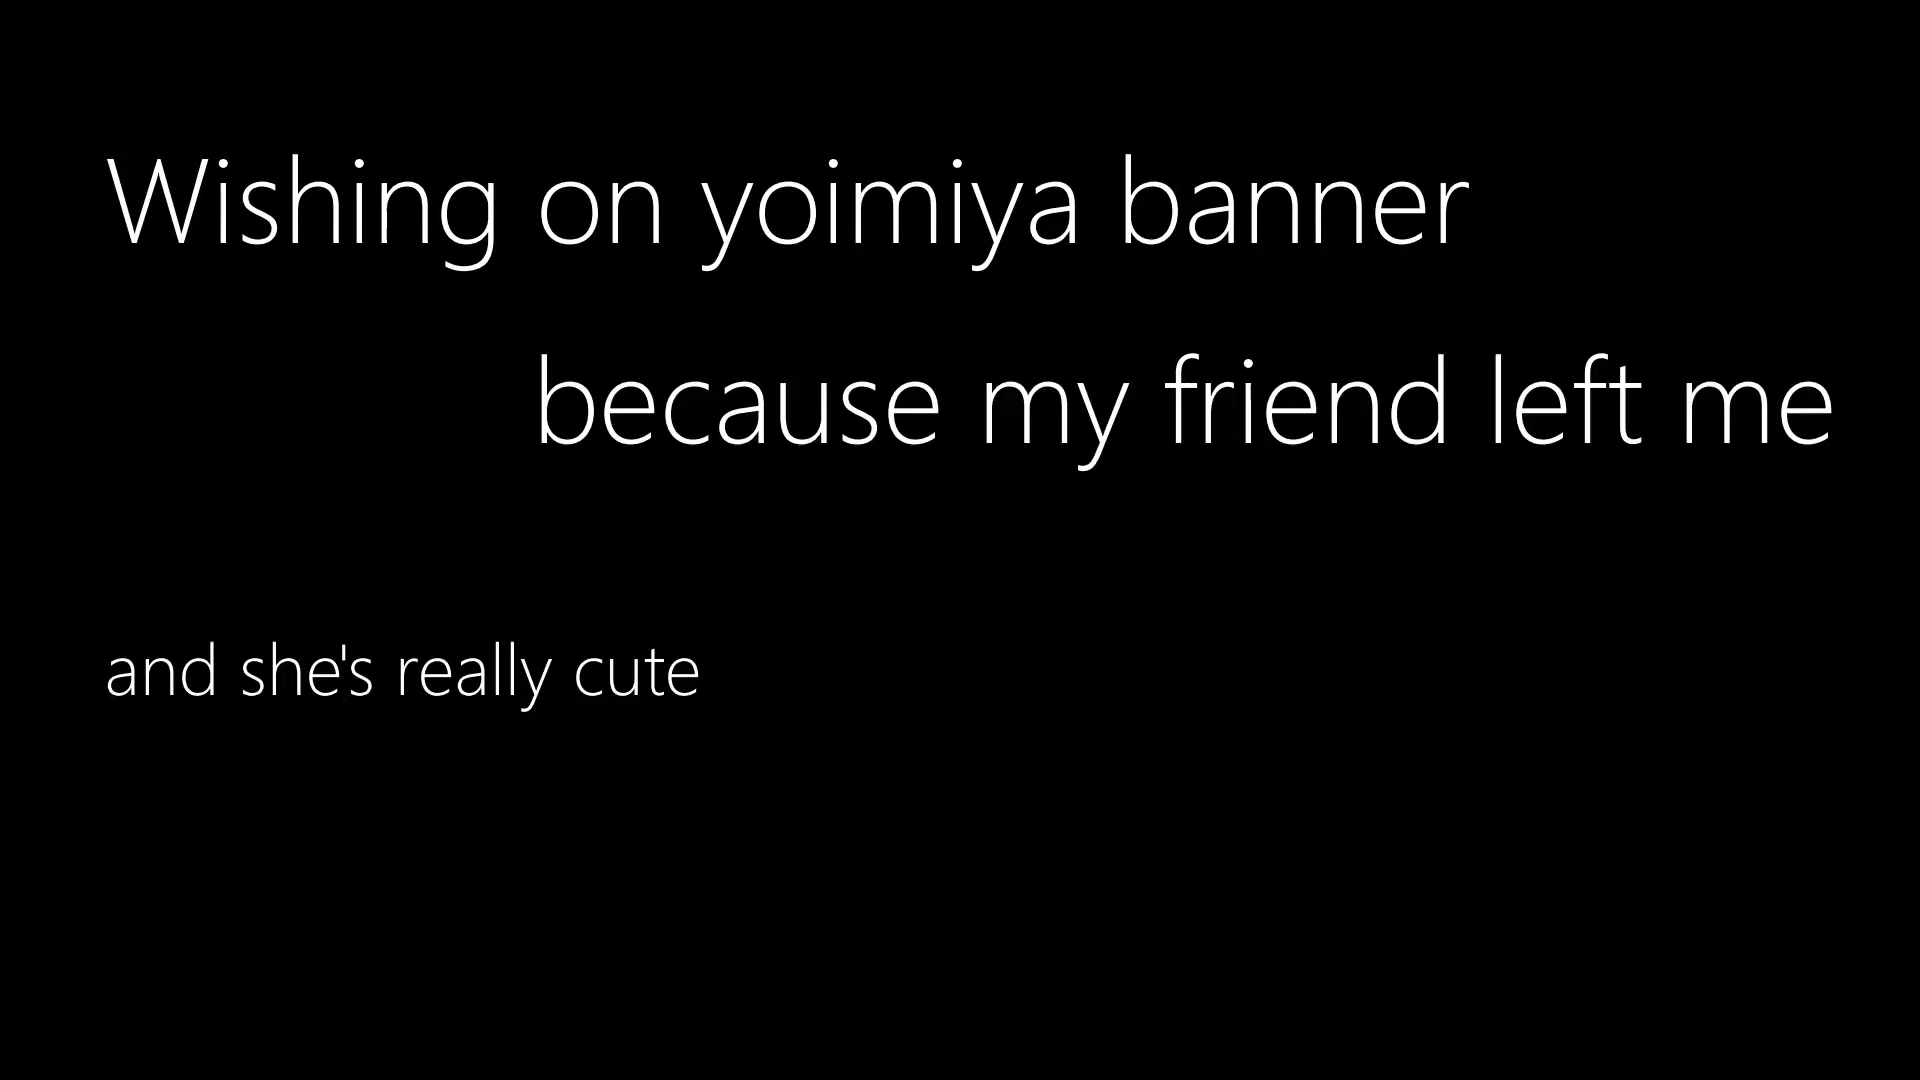 Wishing on yoimiya banner
because my friend left me
and she's really cute